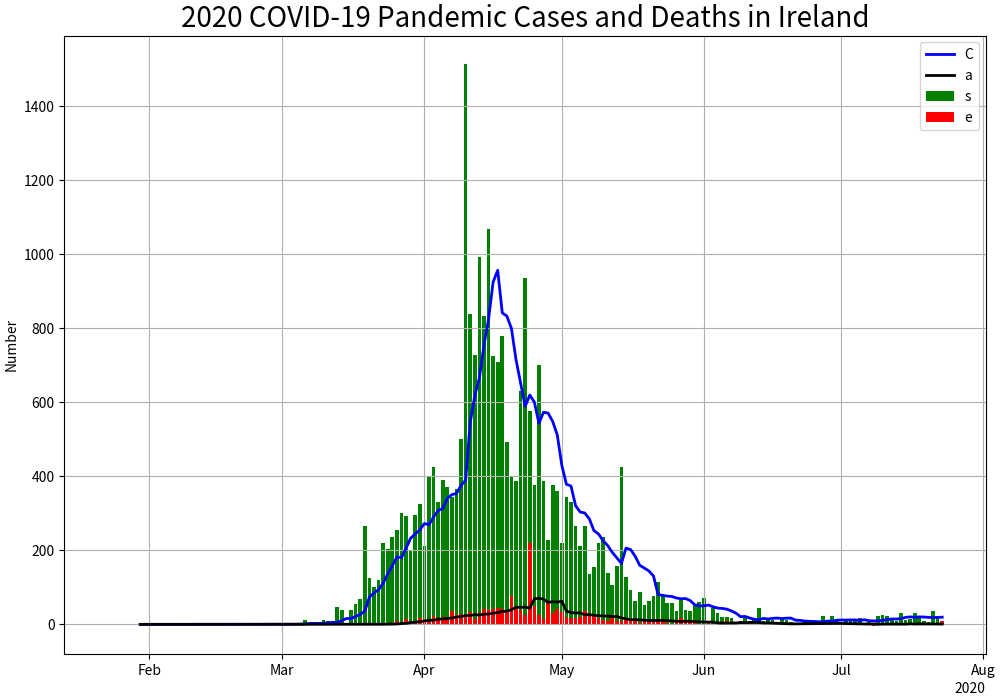 2020 COVID-19 Pandemic Cases and Deaths in Ireland
C
a
s
e
Number
1400
1200
1000
800
600
400
200
0
Feb
Mar
Apr
May
Jun
Jul
Aug
2020